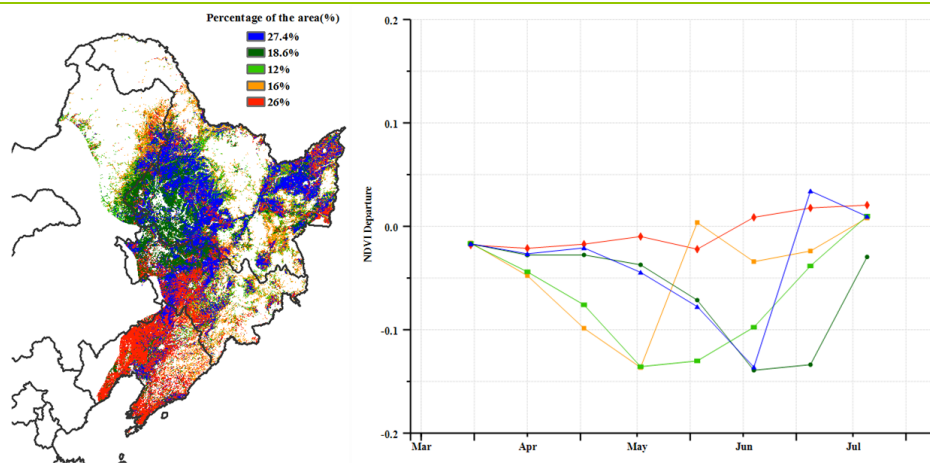 Percentage of the area(%)
27.4%
18.6%
12%
16%
26%
0.2
0.1
0.0
-0.1
-0.2
NDVI Departure
Mar
Apr
May
Jun
Jul